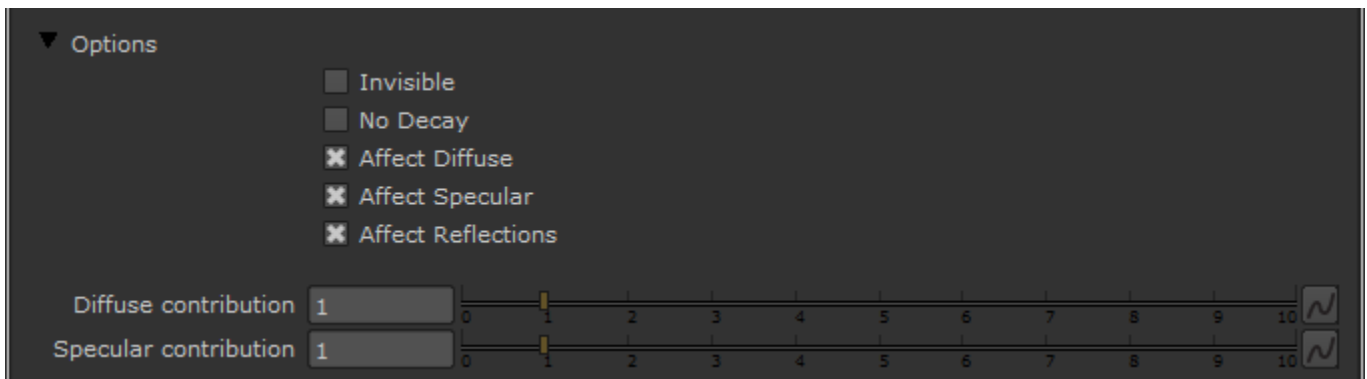 Options
Invisible
No Decay
Affect Diffuse
Affect Specular
Affect Reflections
Diffuse contribution 1 0 1 2 3 4 5 6 7 8 9 10
Specular contribution 1 0 1 2 3 4 5 6 7 8 9 10